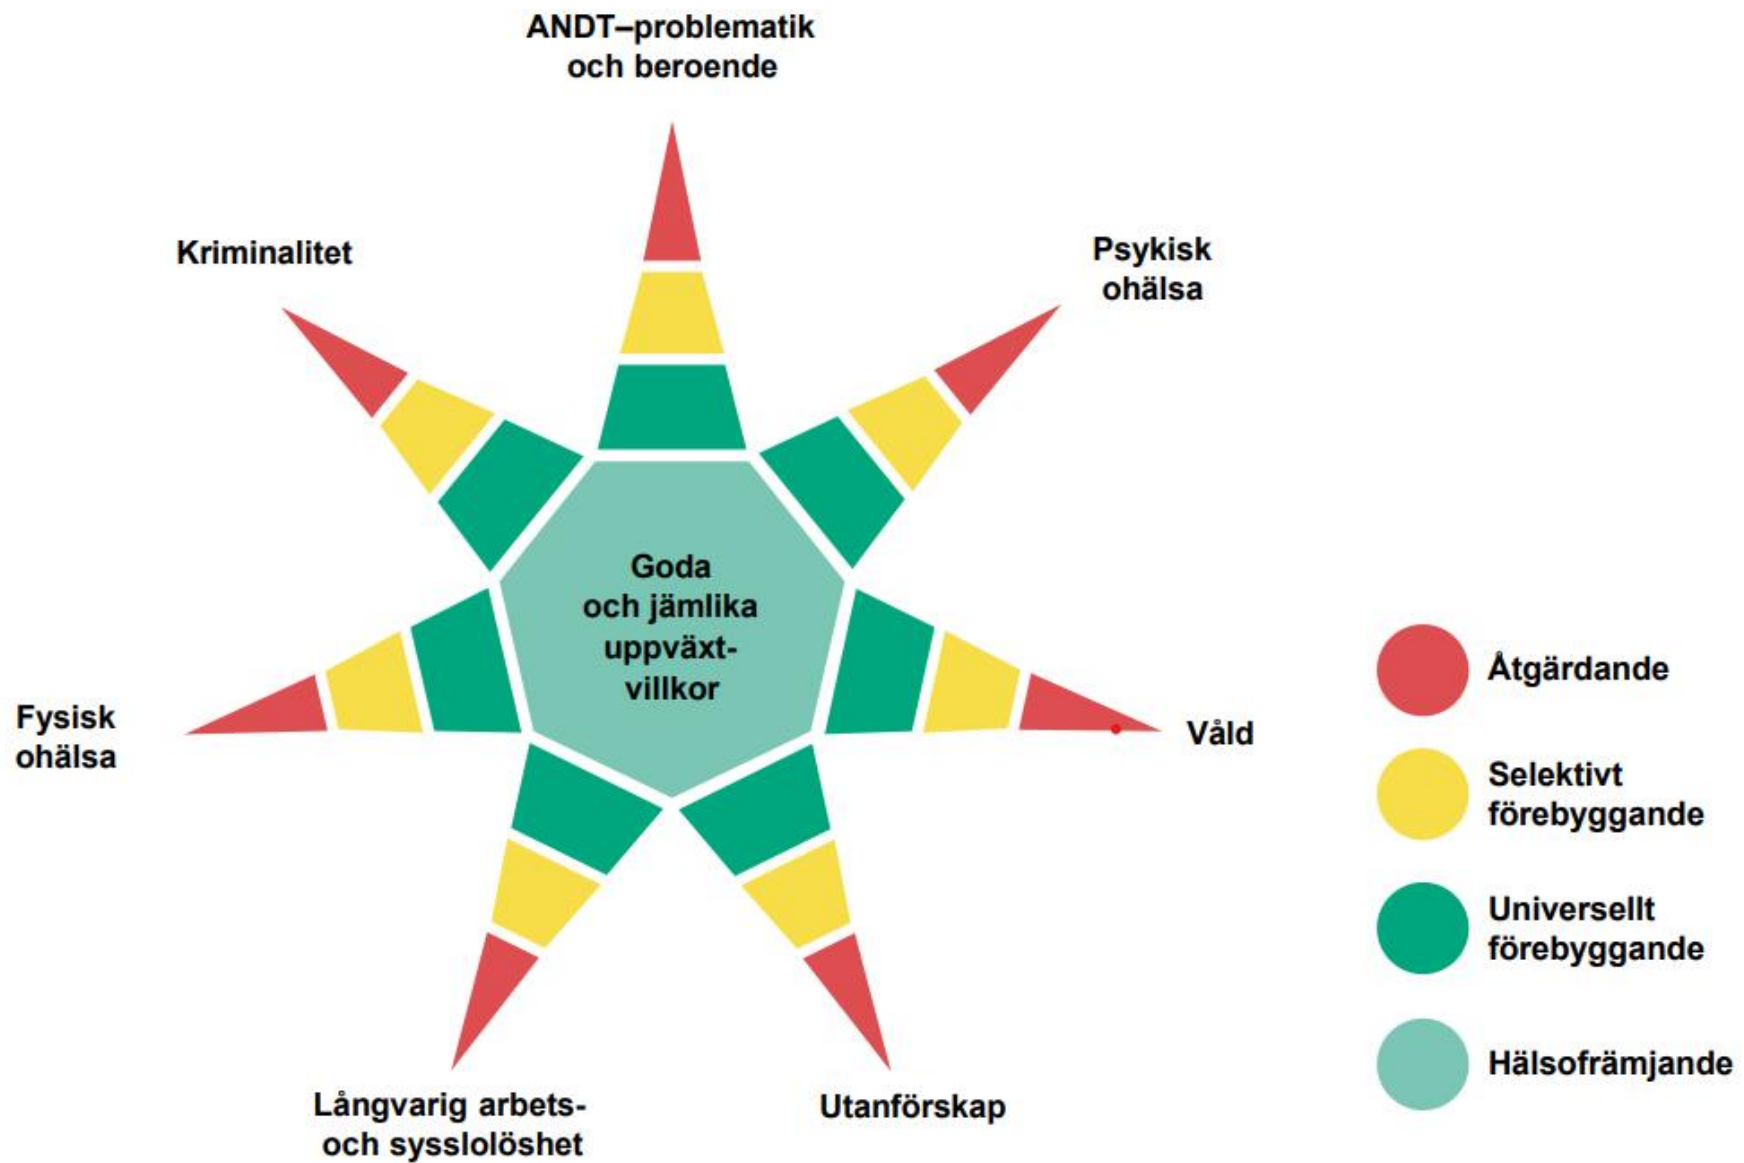 ANDT–problematik
och beroende
Kriminalitet
Psykisk
ohälsa
Goda
och jämlika
uppväxt-
villkor
Fysisk
ohälsa
Våld
Långvarig arbets-
och sysslolöshet
Utanförskap
Åtgärdande
Selektivt
förebyggande
Universellt
förebyggande
Hälsofrämjande